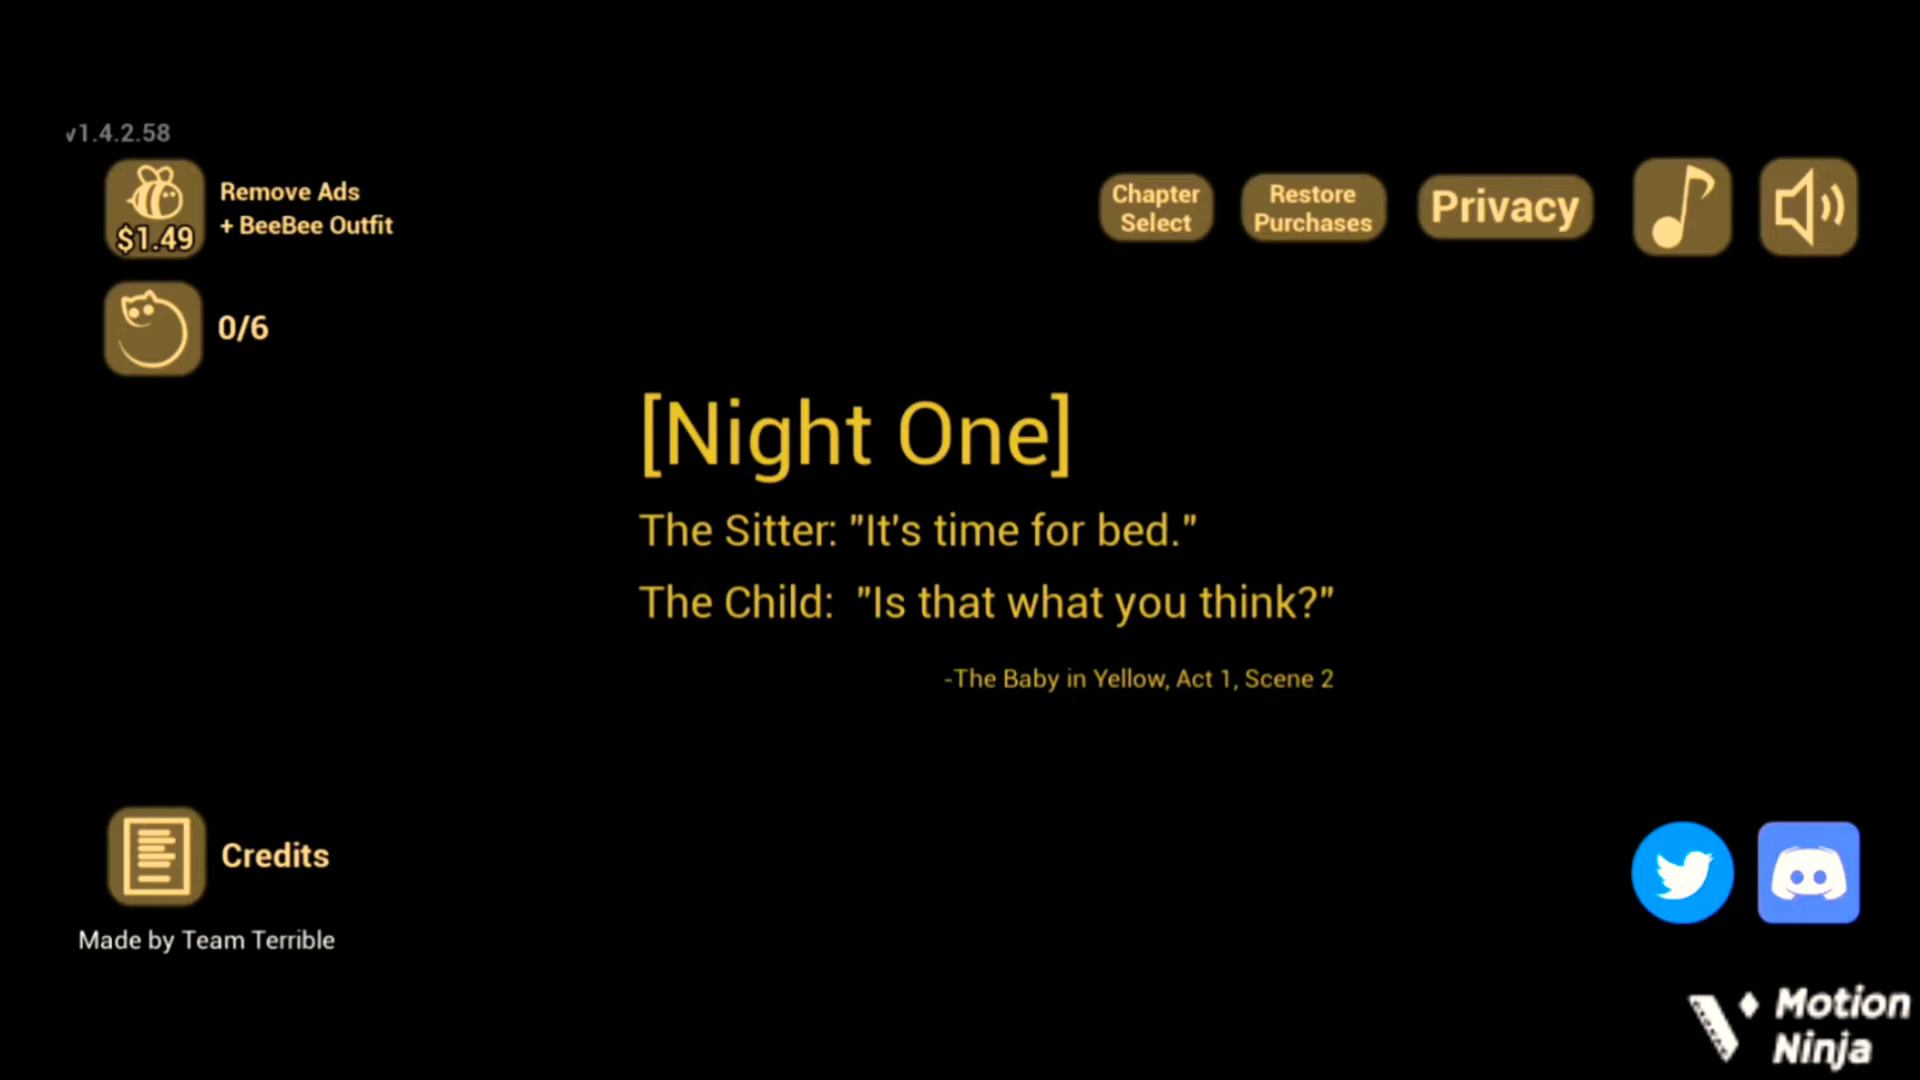 v1.4.2.58
$1.49
Remove Ads
+ BeeBee Outfit
Chapter
Select
Restore
Purchases
Privacy
0/6
[Night One]
The Sitter: "It's time for bed."
The Child:  "Is that what you think?"
-The Baby in Yellow, Act 1, Scene 2
Credits
Made by Team Terrible
Motion
Ninja